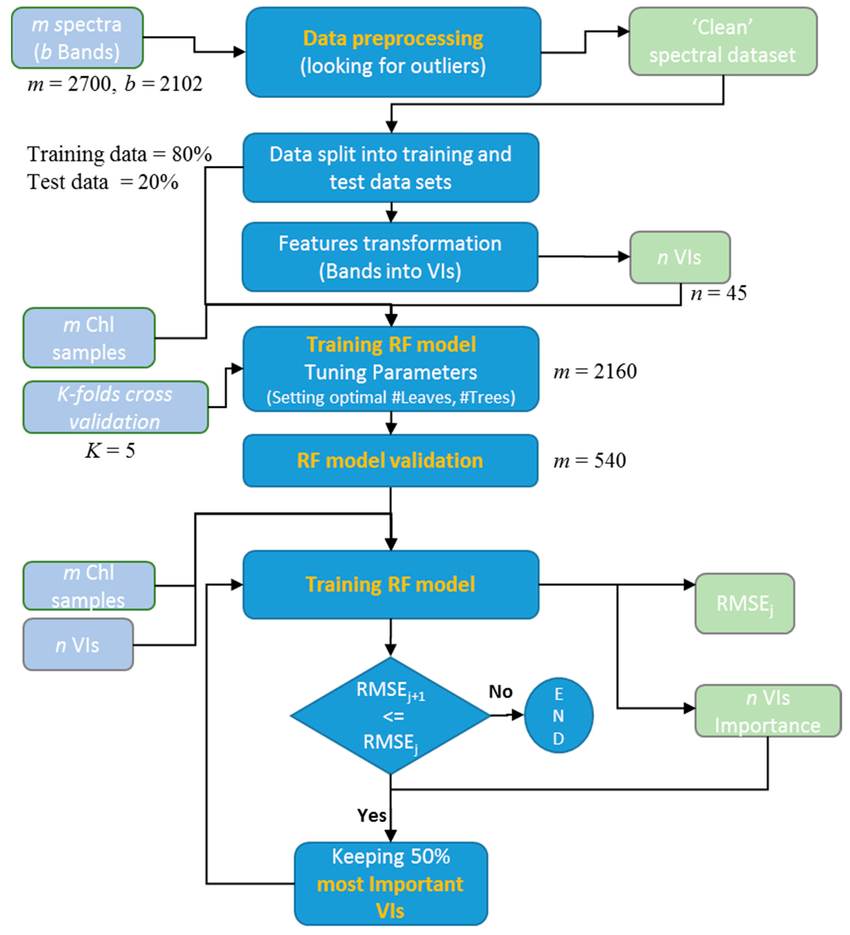 m spectra
(b Bands)
m = 2700, b = 2102
Data preprocessing
(looking for outliers)
‘Clean’
spectral dataset
Training data = 80%
Test data = 20%
Data split into training and
test data sets
Features transformation
(Bands into VIs)
n VIs
n = 45
m Chl
samples
K-folds cross
validation
K = 5
Training RF model
Tuning Parameters
(Setting optimal #Leaves, #Trees)
m = 2160
RF model validation
m = 540
m Chl
samples
n VIs
Training RF model
RMSEj
RMSEj+1
<=
RMSEj
No
E
N
D
n VIs
Importance
Yes
Keeping 50%
most Important
VIs